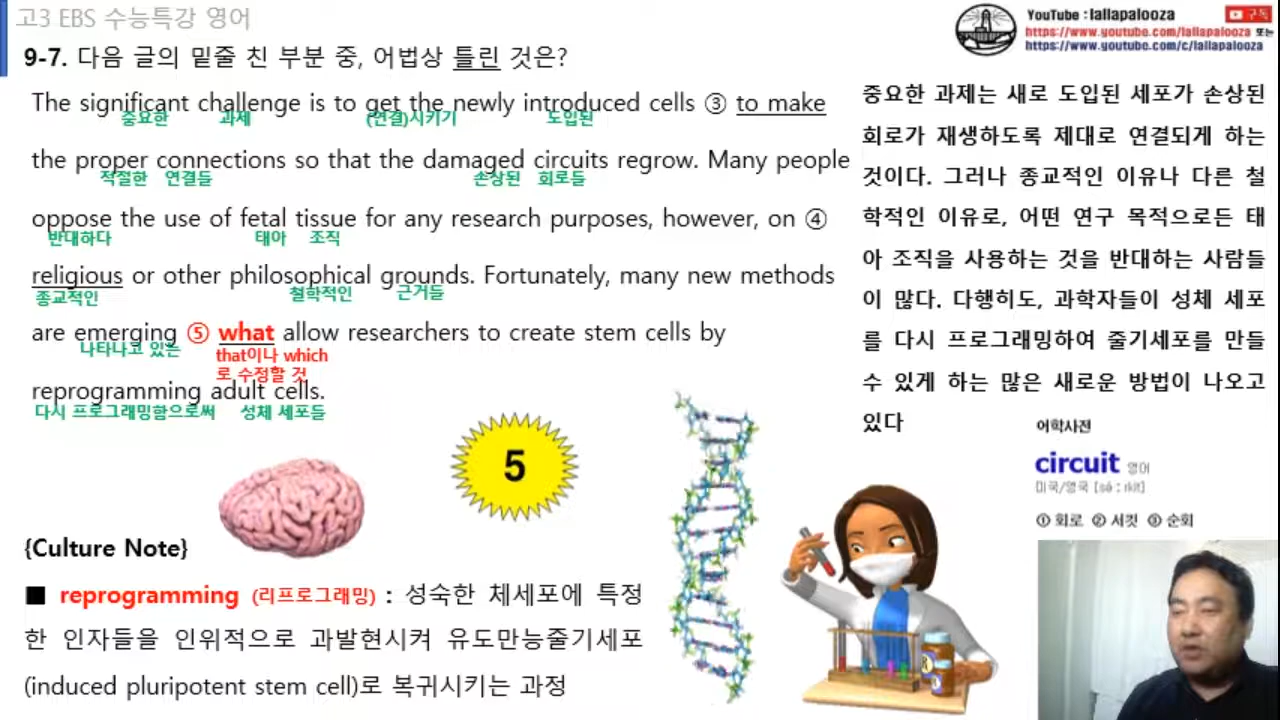 고3 EBS 수능특강 영어
YouTube : lallapalooza
구독
https://www.youtube.com/lallapalooza 또는
https://www.youtube.com/c/lallapalooza
9-7. 다음 글의 밑줄 친 부분 중, 어법상 틀린 것은?
The significant challenge is to get the newly introduced cells ③ to make
중요한 과제 (연결)시키기 도입된
the proper connections so that the damaged circuits regrow. Many people
적절한 연결들 손상된 회로들
oppose the use of fetal tissue for any research purposes, however, on ④
반대하다 태아 조직
religious or other philosophical grounds. Fortunately, many new methods
종교적인 철학적인 근거들
are emerging ⑤ what allow researchers to create stem cells by
나타나고 있는 that이나 which
로 수정할 것
reprogramming adult cells.
다시 프로그래밍함으로써 성체 세포들
중요한 과제는 새로 도입된 세포가 손상된
회로가 재생하도록 제대로 연결되게 하는
것이다. 그러나 종교적인 이유나 다른 철
학적인 이유로, 어떤 연구 목적으로든 태
아 조직을 사용하는 것을 반대하는 사람들
이 많다. 다행히도, 과학자들이 성체 세포
를 다시 프로그래밍하여 줄기세포를 만들
수 있게 하는 많은 새로운 방법이 나오고
있다
5
어학사전
circuit 영어
미국/영국 [sə́ːrkit]
① 회로 ② 서킷 ③ 순회
{Culture Note}
■ reprogramming (리프로그래밍) : 성숙한 체세포에 특정
한 인자들을 인위적으로 과발현시켜 유도만능줄기세포
(induced pluripotent stem cell)로 복귀시키는 과정